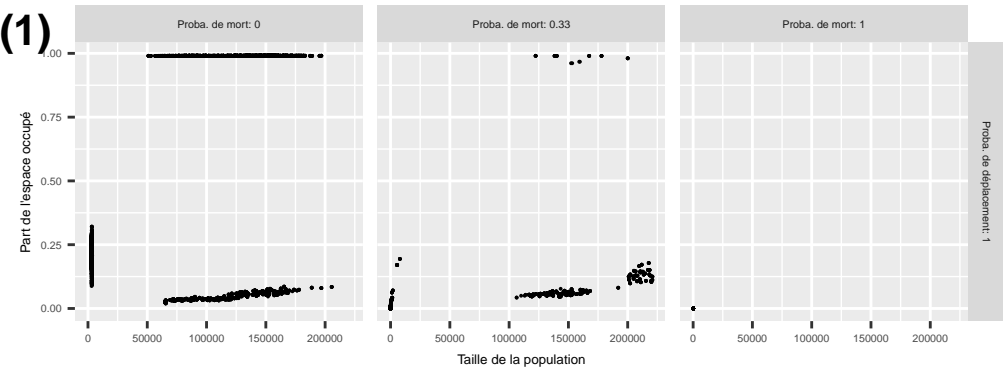 (1)
Proba. de mort: 0
Proba. de mort: 0.33
Proba. de mort: 1
1.00
0.75
0.50
0.25
0.00
Part de l'espace occupé
Proba. de déplacement: 1
0 50000 100000 150000 200000
0 50000 100000 150000 200000
0 50000 100000 150000 200000
Taille de la population